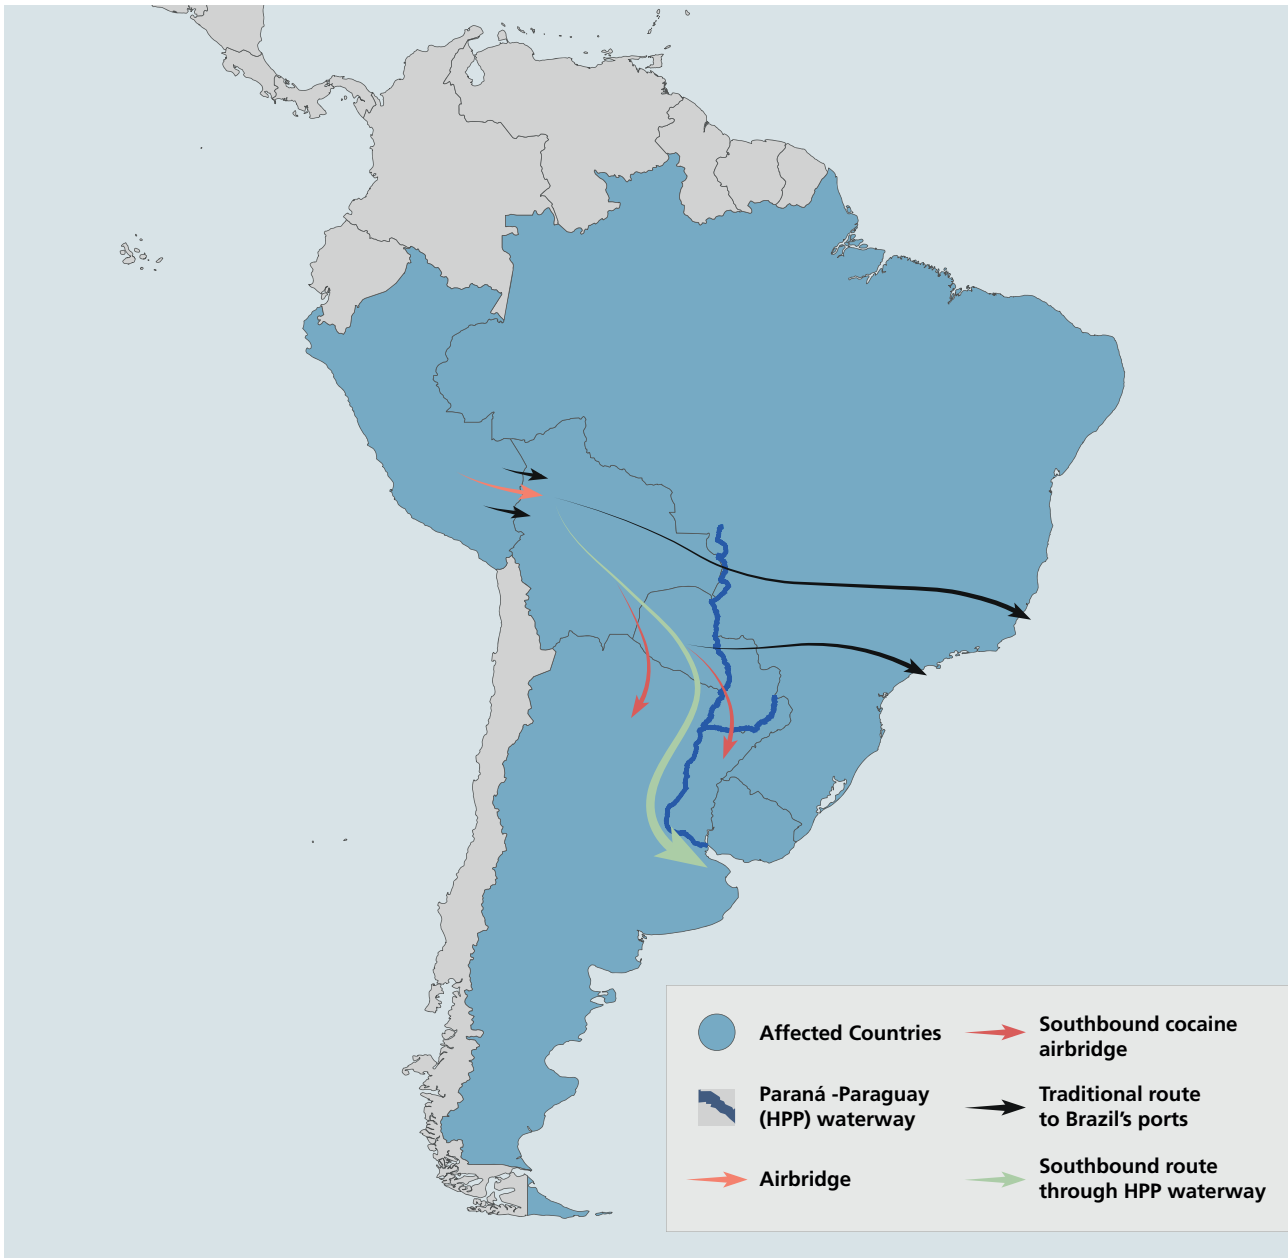 Affected Countries
Paraná -Paraguay
(HPP) waterway
Airbridge
Southbound cocaine
airbridge
Traditional route
to Brazil's ports
Southbound route
through HPP waterway